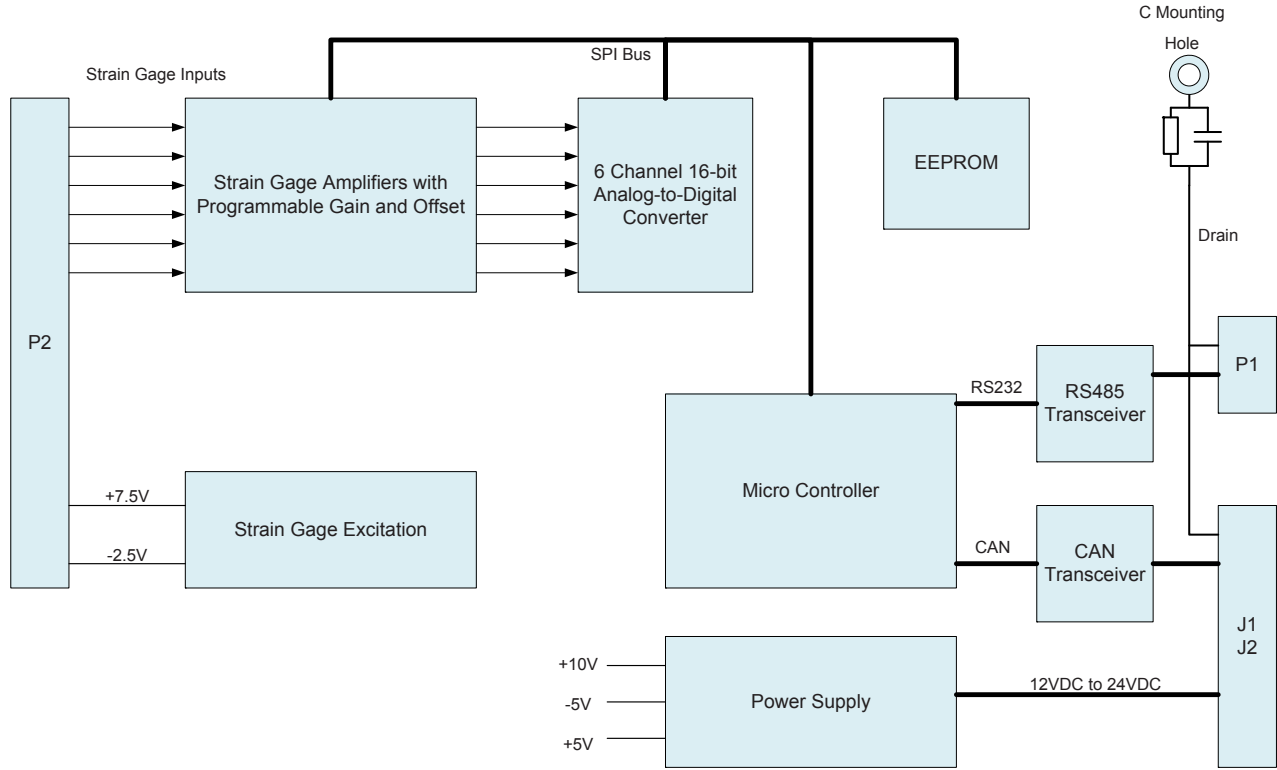 C Mounting
Hole
SPI Bus
Strain Gage Inputs
Strain Gage Amplifiers with
Programmable Gain and Offset
6 Channel 16-bit
Analog-to-Digital
Converter
EEPROM
Drain
P2
P1
RS232
RS485
Transceiver
Micro Controller
+7.5V
Strain Gage Excitation
-2.5V
CAN
CAN
Transceiver
J1
J2
+10V
-5V
+5V
Power Supply
12VDC to 24VDC